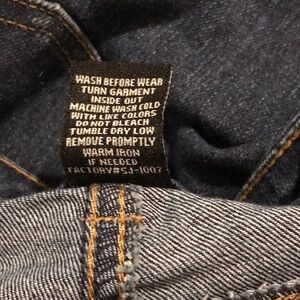 WASH BEFORE WEAR
TURN GARMENT
INSIDE OUT
MACHINE WASH COLD
WITH LIKE COLORS
DO NOT BLEACH
TUMBLE DRY LOW
REMOVE PROMPTLY
WARM IRON
IF NEEDED
FACTORY#SJ-1007